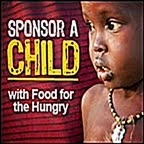 SPONSOR A
CHILD
with Food for
the Hungry